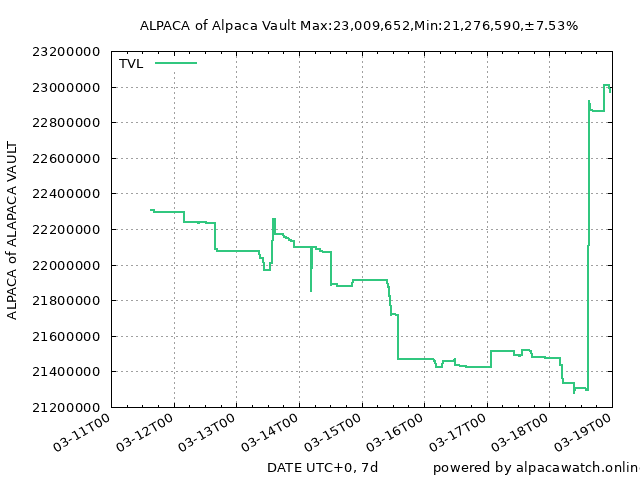 ALPACA of Alpaca Vault Max:23,009,652,Min:21,276,590,±7.53%
TVL
23200000
23000000
22800000
22600000
22400000
22200000
22000000
21800000
21600000
21400000
21200000
ALPACA of ALAPACA VAULT
03-11T00
03-12T00
03-13T00
03-14T00
03-15T00
03-16T00
03-17T00
03-18T00
03-19T00
DATE UTC+0, 7d
powered by alpacawatch.online